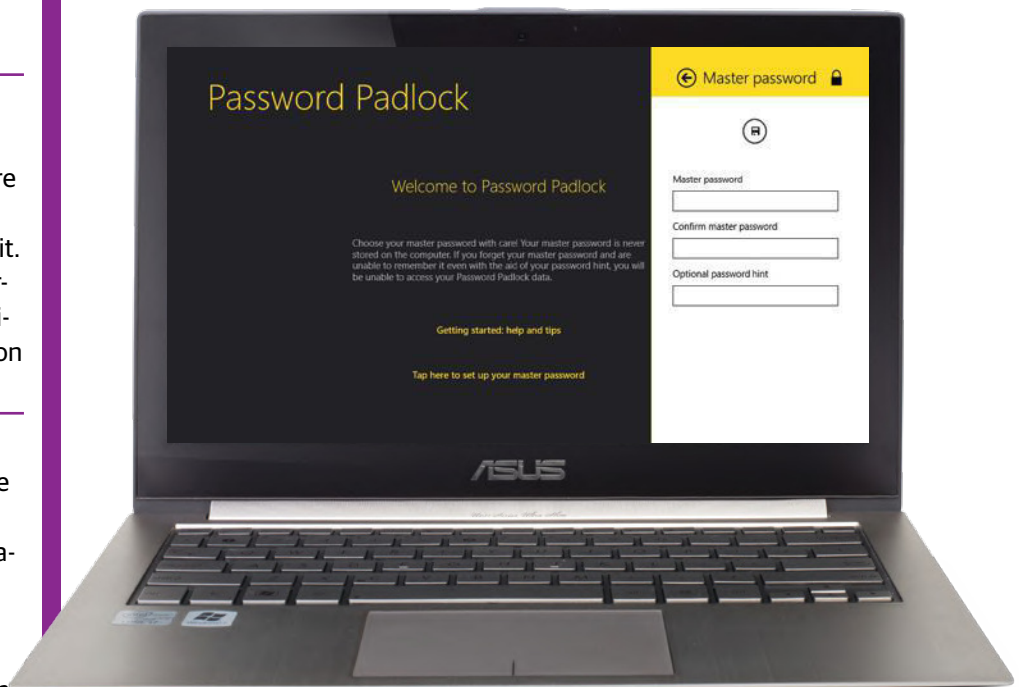 re
it.
r-
i-
on
e
a-
Password Padlock
Welcome to Password Padlock
Choose your master password with care! Your master password is never
stored on the computer. If you forget your master password and are
unable to remember it even with the aid of your password hint, you will
be unable to access your Password Padlock data.
Getting started: help and tips
Tap here to set up your master password
Master password
Master password
Confirm master password
Optional password hint
ASUS